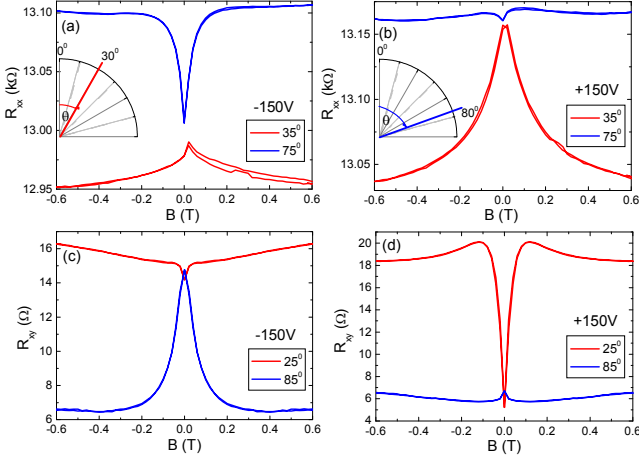 (a)
13.10
13.05
13.00
12.95
R_xx (kΩ)
0⁰
30⁰
θ
-150V
35⁰
75⁰
-0.6 -0.4 -0.2 0.0 0.2 0.4 0.6
B (T)
(b)
13.15
13.10
13.05
R_xx (kΩ)
0⁰
80⁰
θ
+150V
35⁰
75⁰
-0.6 -0.4 -0.2 0.0 0.2 0.4 0.6
B (T)
(c)
16
14
12
10
8
6
R_xy (Ω)
-150V
25⁰
85⁰
-0.6 -0.4 -0.2 0.0 0.2 0.4 0.6
B (T)
(d)
20
18
16
14
12
10
8
6
4
R_xy (Ω)
+150V
25⁰
85⁰
-0.6 -0.4 -0.2 0.0 0.2 0.4 0.6
B (T)